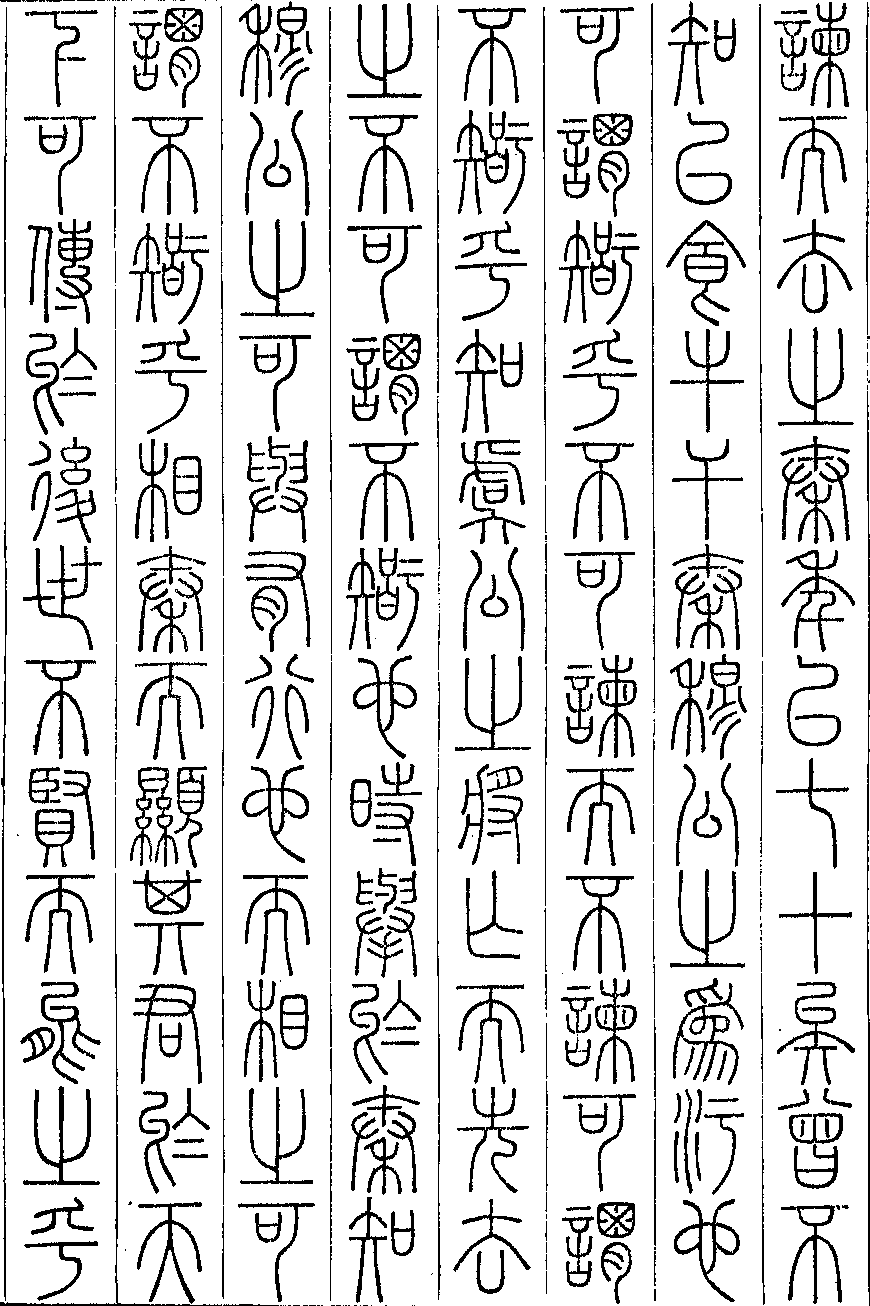 諫而去之秦年已七十矣曾不
知以食牛干秦穆公之為汙也
可謂智乎不可諫而不諫可謂
不智乎知虞公之將亡而先去
之不可謂不智也時舉於秦知
穆公之可與有行也而相之可
謂不智乎相秦而顯其君於天
下可傳於後世不賢而能之乎